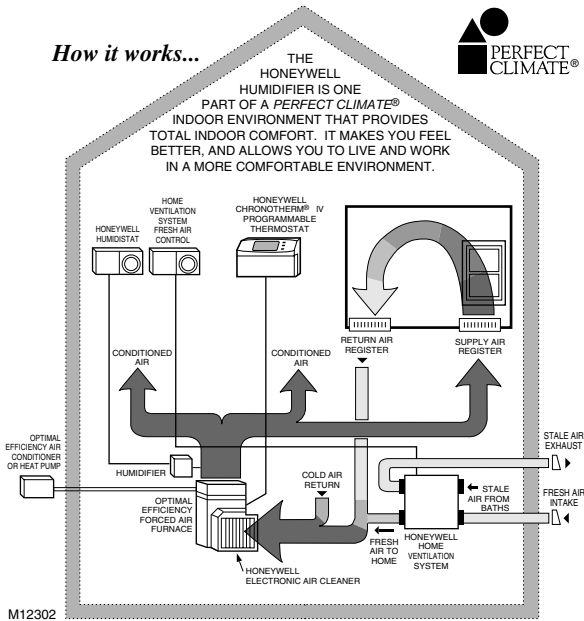 How it works...
PERFECT
CLIMATE®
THE
HONEYWELL
HUMIDIFIER IS ONE
PART OF A PERFECT CLIMATE®
INDOOR ENVIRONMENT THAT PROVIDES
TOTAL INDOOR COMFORT. IT MAKES YOU FEEL
BETTER, AND ALLOWS YOU TO LIVE AND WORK
IN A MORE COMFORTABLE ENVIRONMENT.
HONEYWELL
HUMIDISTAT
HOME
VENTILATION
SYSTEM
FRESH AIR
CONTROL
HONEYWELL
CHRONOTHERM® IV
PROGRAMMABLE
THERMOSTAT
RETURN AIR
REGISTER
SUPPLY AIR
REGISTER
CONDITIONED
AIR
CONDITIONED
AIR
OPTIMAL
EFFICIENCY AIR
CONDITIONER
OR HEAT PUMP
HUMIDIFIER
OPTIMAL
EFFICIENCY
FORCED AIR
FURNACE
COLD AIR
RETURN
STALE AIR
EXHAUST
STALE
AIR FROM
BATHS
FRESH AIR
INTAKE
FRESH
AIR TO
HOME
HONEYWELL
HOME
VENTILATION
SYSTEM
HONEYWELL
ELECTRONIC AIR CLEANER
M12302